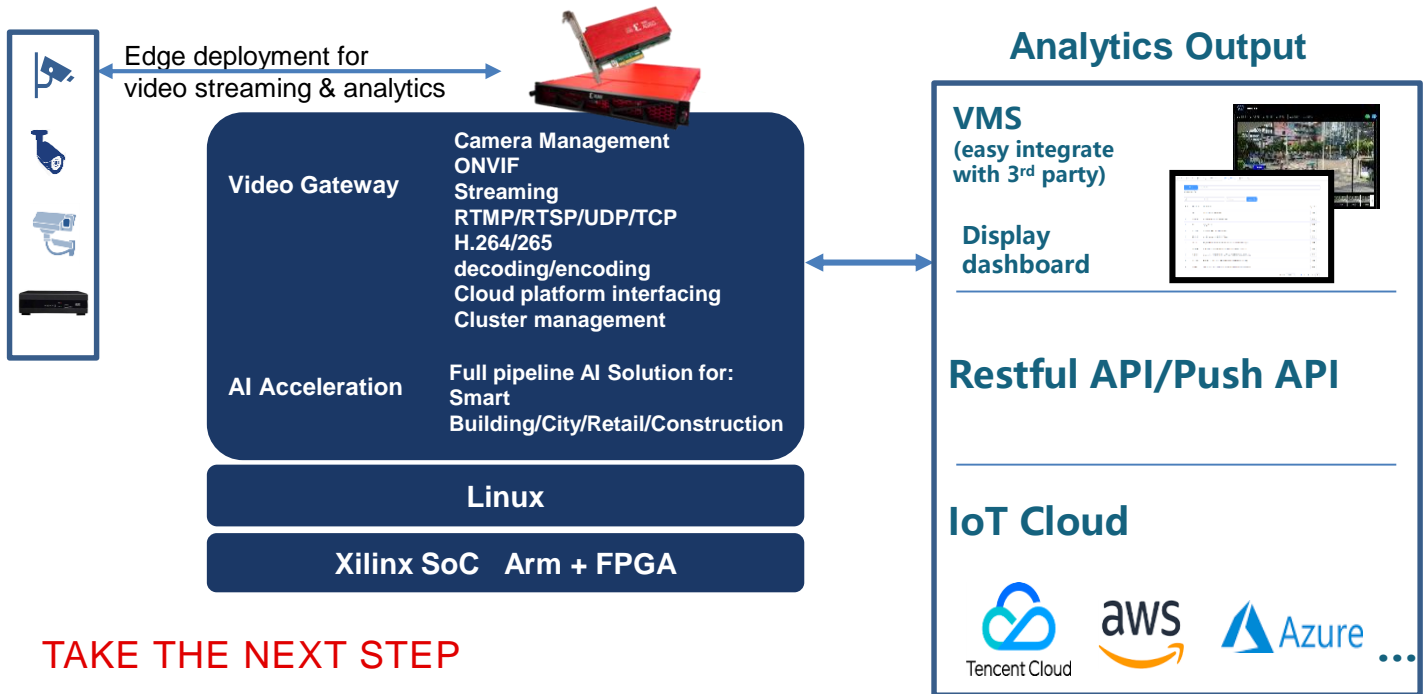 Edge deployment for
video streaming & analytics
Video Gateway
Camera Management
ONVIF
Streaming
RTMP/RTSP/UDP/TCP
H.264/265
decoding/encoding
Cloud platform interfacing
Cluster management
AI Acceleration
Full pipeline AI Solution for:
Smart
Building/City/Retail/Construction
Linux
Xilinx SoC Arm + FPGA
TAKE THE NEXT STEP
Analytics Output
VMS
(easy integrate
with 3rd party)
Display
dashboard
Restful API/Push API
IoT Cloud
Tencent Cloud
aws
Azure
...